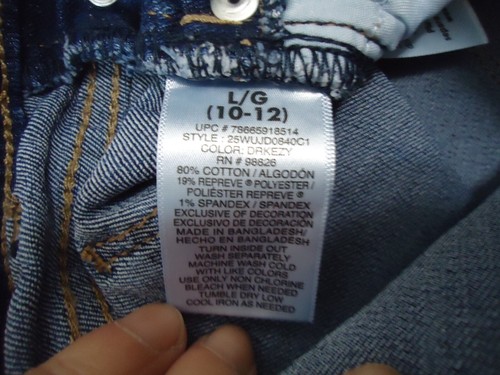 L/G
(10-12)
UPC # 78665918514
STYLE : 25WUJD0840C1
COLOR: DRKEZY
RN # 98826
80% COTTON / ALGODÓN
19% REPREVE ® POLYESTER /
POLIÉSTER REPREVE ®
1% SPANDEX / SPANDEX
EXCLUSIVE OF DECORATION
EXCLUSIVO DE DECORACIÓN
MADE IN BANGLADESH/
HECHO EN BANGLADESH
TURN INSIDE OUT
WASH SEPARATELY
MACHINE WASH COLD
WITH LIKE COLORS
USE ONLY NON CHLORINE
BLEACH WHEN NEEDED
TUMBLE DRY LOW
COOL IRON AS NEEDED